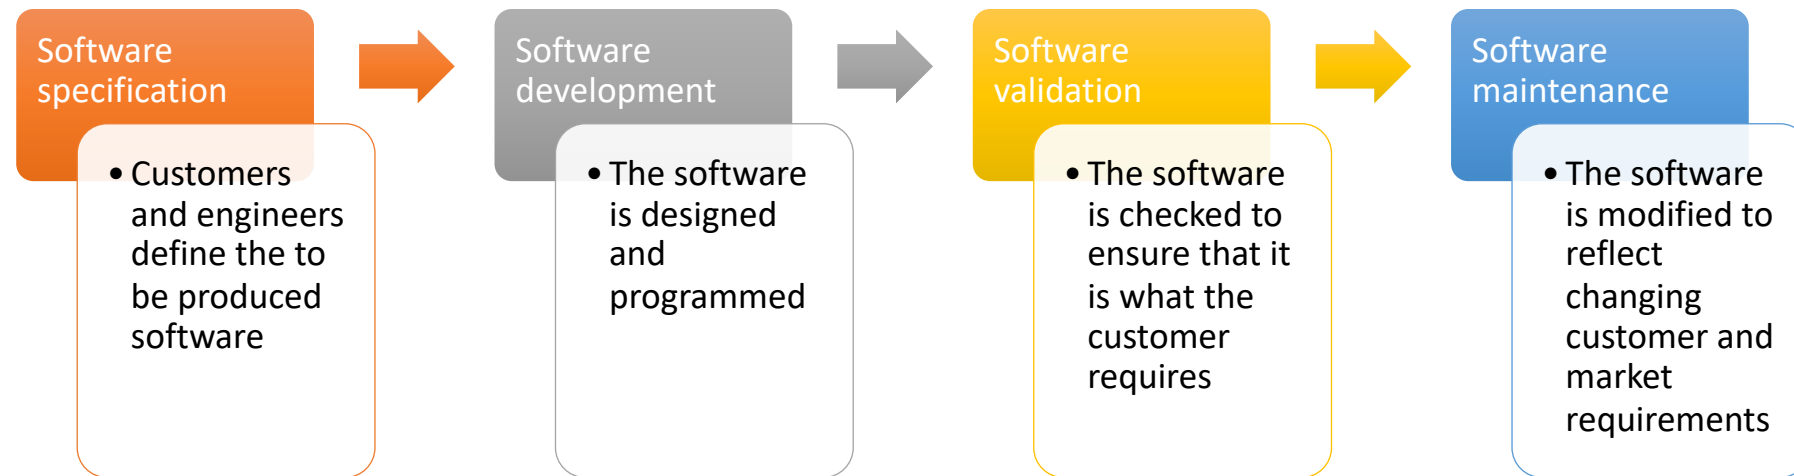 Software
specification
• Customers
and engineers
define the to
be produced
software
Software
development
• The software
is designed
and
programmed
Software
validation
• The software
is checked to
ensure that it
is what the
customer
requires
Software
maintenance
• The software
is modified to
reflect
changing
customer and
market
requirements